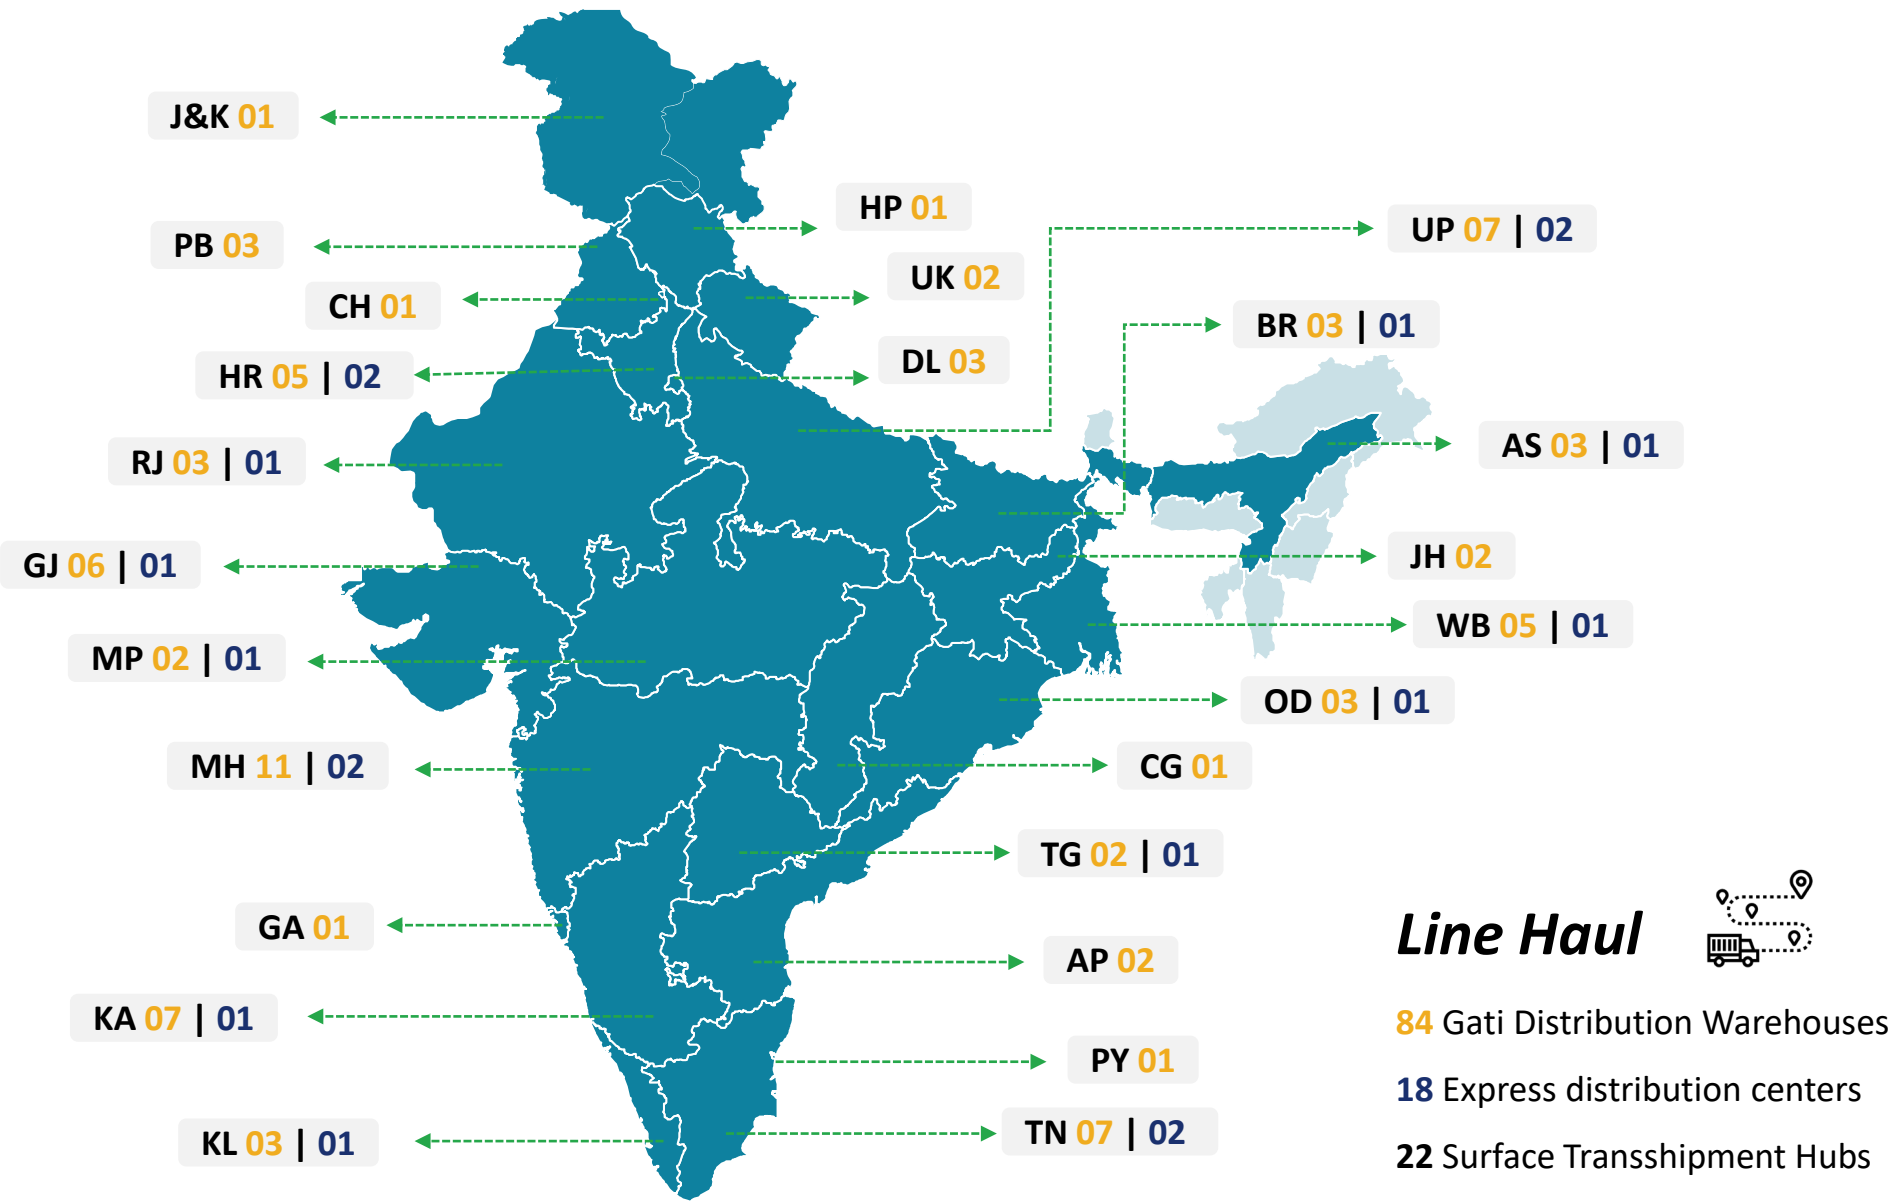 J&K 01
HP 01
UP 07 | 02
PB 03
UK 02
CH 01
BR 03 | 01
DL 03
HR 05 | 02
AS 03 | 01
RJ 03 | 01
JH 02
GJ 06 | 01
WB 05 | 01
MP 02 | 01
OD 03 | 01
MH 11 | 02
CG 01
TG 02 | 01
GA 01
AP 02
KA 07 | 01
PY 01
TN 07 | 02
KL 03 | 01
Line Haul
84 Gati Distribution Warehouses
18 Express distribution centers
22 Surface Transshipment Hubs